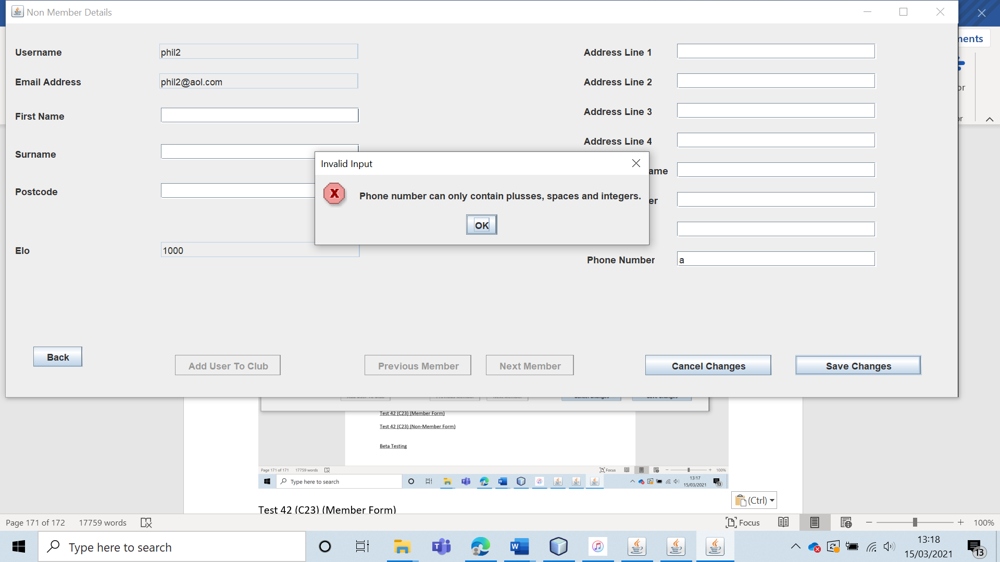 Non Member Details
ments
Username
phil2
Address Line 1
Email Address
phil2@aol.com
Address Line 2
or
First Name
Address Line 3
or
Surname
Address Line 4
Invalid Input
ame
Postcode
Phone number can only contain plusses, spaces and integers.
er
OK
Elo
1000
Phone Number
a
Back
Add User To Club
Previous Member
Next Member
Cancel Changes
Save Changes
Test 42 (C23) (Member Form)
Test 42 (C23) (Non-Member Form)
Beta Testing
Page 171 of 171
17759 words
Focus
100%
Type here to search
13:17
15/03/2021
13
(Ctrl)
Test 42 (C23) (Member Form)
Page 171 of 172
17759 words
Focus
100%
Type here to search
13:18
15/03/2021
13